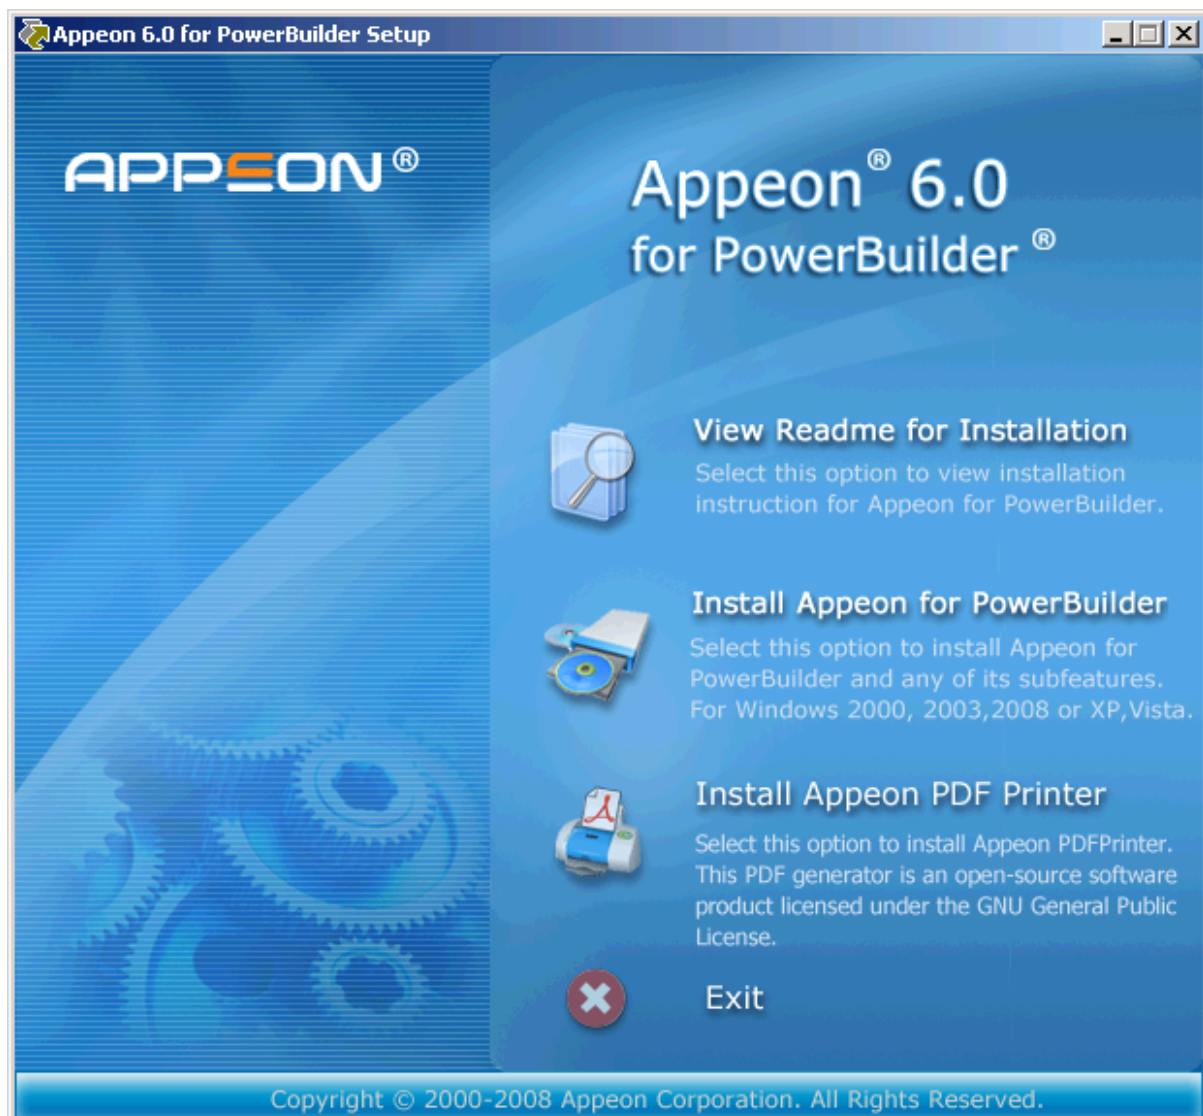 Appeon 6.0 for PowerBuilder Setup
APPEON®
Appeon® 6.0
for PowerBuilder ®
View Readme for Installation
Select this option to view installation
instruction for Appeon for PowerBuilder.
Install Appeon for PowerBuilder
Select this option to install Appeon for
PowerBuilder and any of its subfeatures.
For Windows 2000, 2003,2008 or XP,Vista.
Install Appeon PDF Printer
Select this option to install Appeon PDFPrinter.
This PDF generator is an open-source software
product licensed under the GNU General Public
License.
Exit
Copyright © 2000-2008 Appeon Corporation. All Rights Reserved.